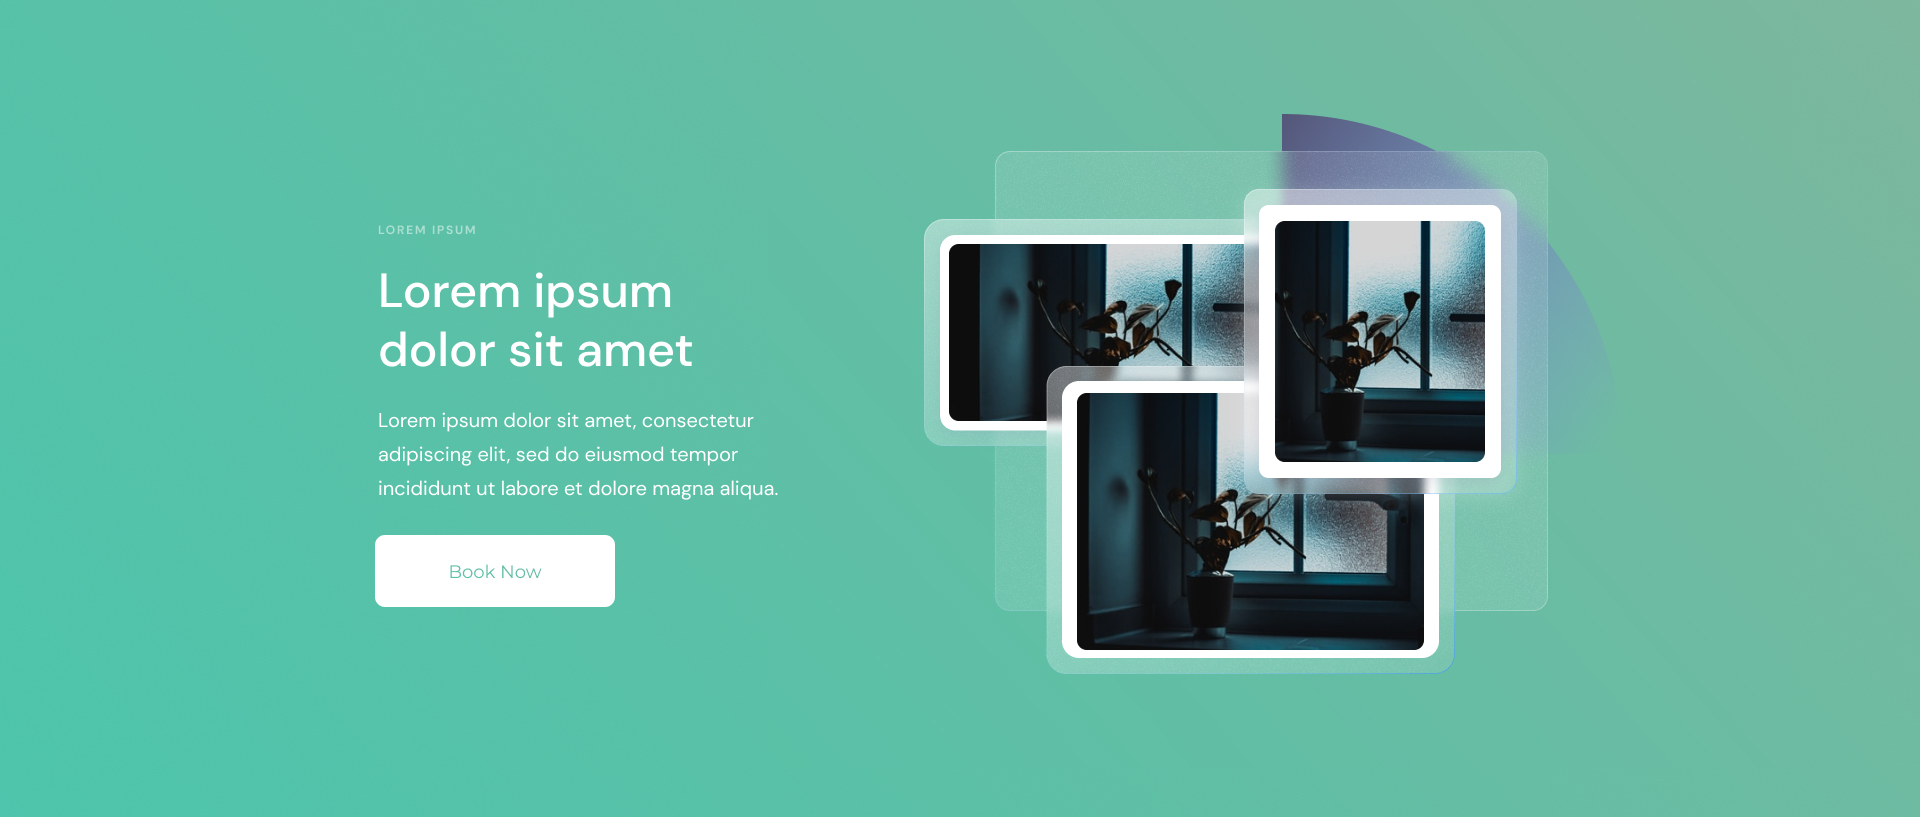 LOREM IPSUM
Lorem ipsum
dolor sit amet
Lorem ipsum dolor sit amet, consectetur
adipiscing elit, sed do eiusmod tempor
incididunt ut labore et dolore magna aliqua.
Book Now